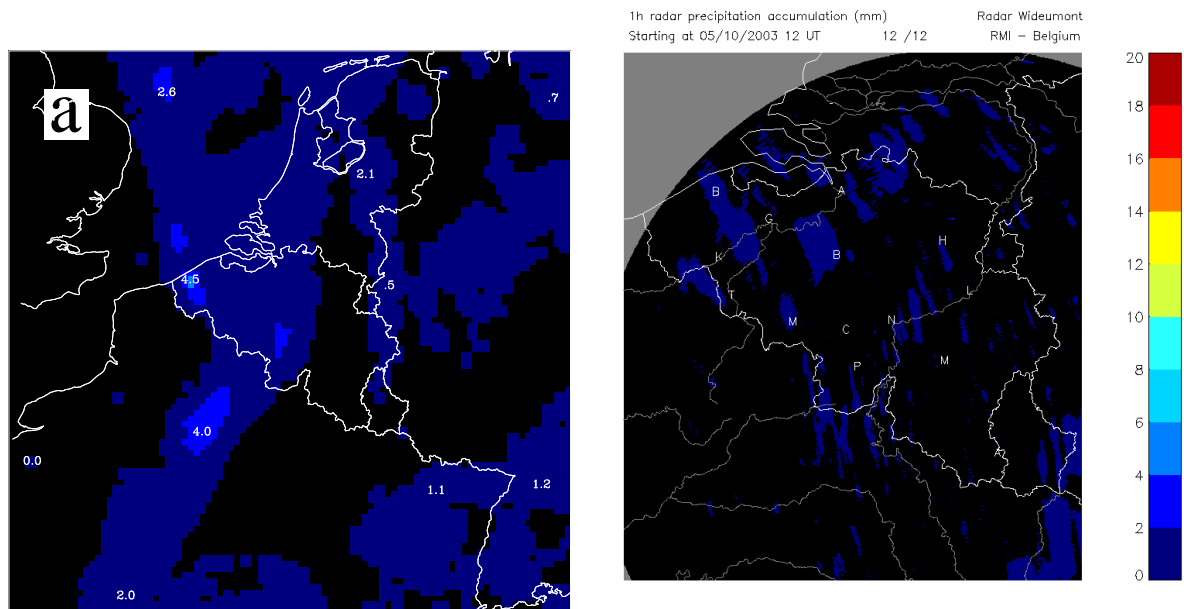 1h radar precipitation accumulation (mm) Radar Wideumont
Starting at 05/10/2003 12 UT 12 /12 RMI – Belgium
a
2.6
.7
2.1
4.5
.5
4.0
0.0
1.1
1.2
2.0
B
A
G
H
B
K
T
L
M
N
C
M
P
A
20
18
16
14
12
10
8
6
4
2
0